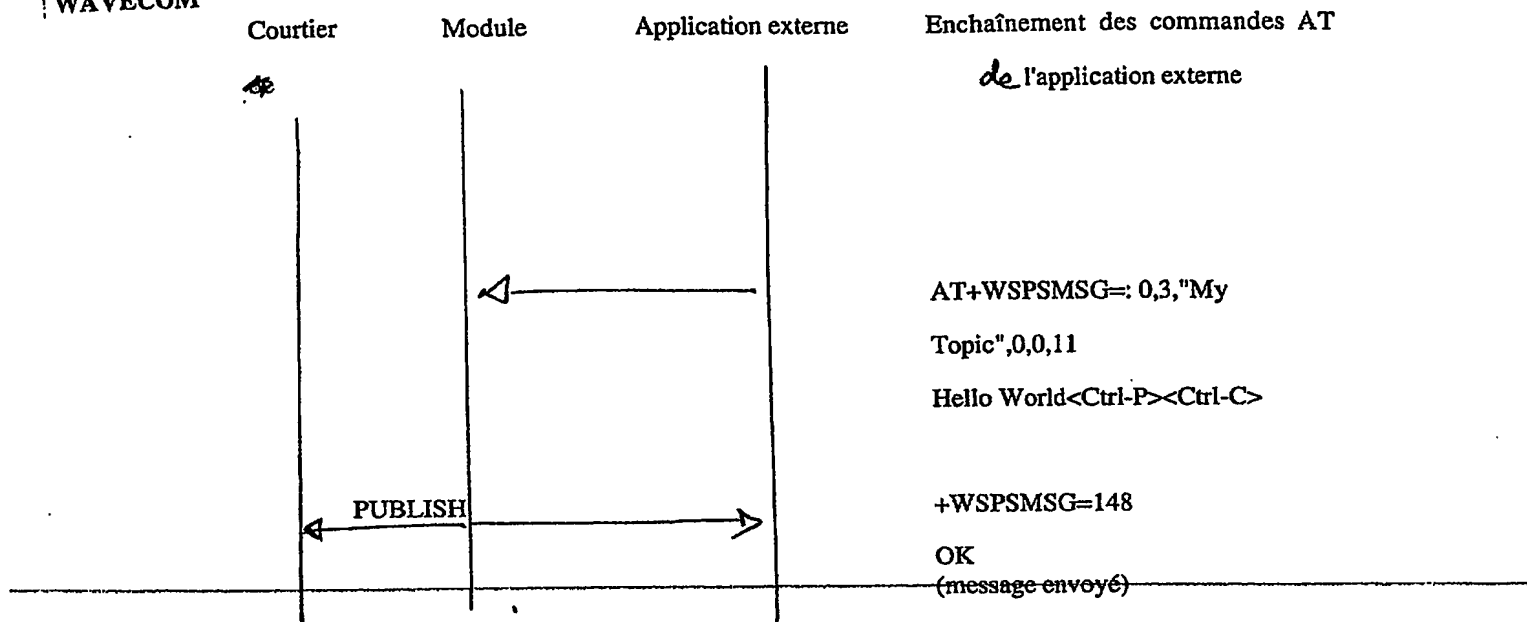 WAVECOM
Courtier Module Application externe Enchaînement des commandes AT
de l'application externe
AT+WSPSMSG=: 0,3,"My
Topic",0,0,11
Hello World<Ctrl-P><Ctrl-C>
PUBLISH +WSPSMSG=148
OK
(message envoyé)